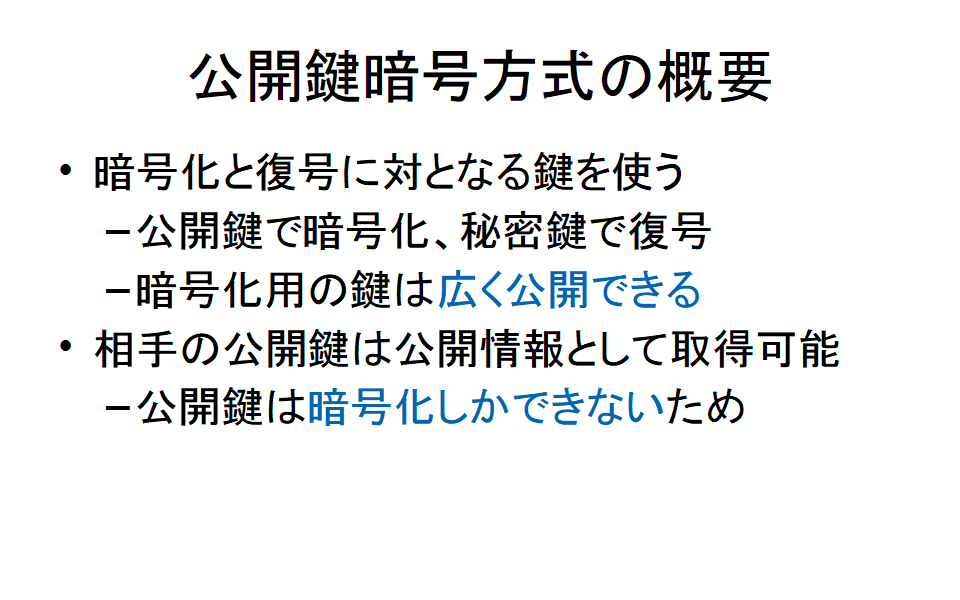 公開鍵暗号方式の概要
• 暗号化と復号に対となる鍵を使う
–公開鍵で暗号化、秘密鍵で復号
–暗号化用の鍵は広く公開できる
• 相手の公開鍵は公開情報として取得可能
–公開鍵は暗号化しかできないため